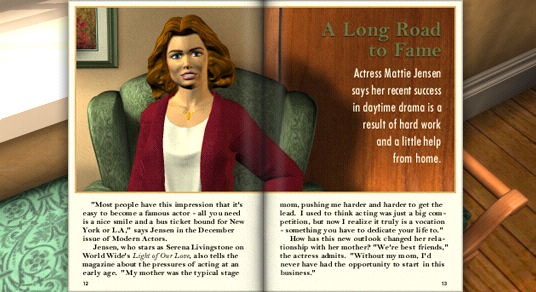 A Long Road
to Fame
Actress Mattie Jensen
says her recent success
in daytime drama is a
result of hard work
and a little help
from home.
"Most people have this impression that it's
easy to become a famous actor - all you need
is a nice smile and a bus ticket bound for New
York or LA," says Jensen in the December
issue of Modern Actors.
Jensen, who stars as Serena Livingstone on
World Wide's Light of Our Love, also tells the
magazine about the pressures of acting at an
early age. "My mother was the typical stage
12
mom, pushing me harder and harder to get the
lead. I used to think acting was just a big com-
petition, but now I realize it truly is a vocation
- something you have to dedicate your life to."
How has this new outlook changed her rela-
tionship with her mother? "We're best friends,"
the actress admits. "Without my mom, I'd
never have had the opportunity to start in this
business."
13